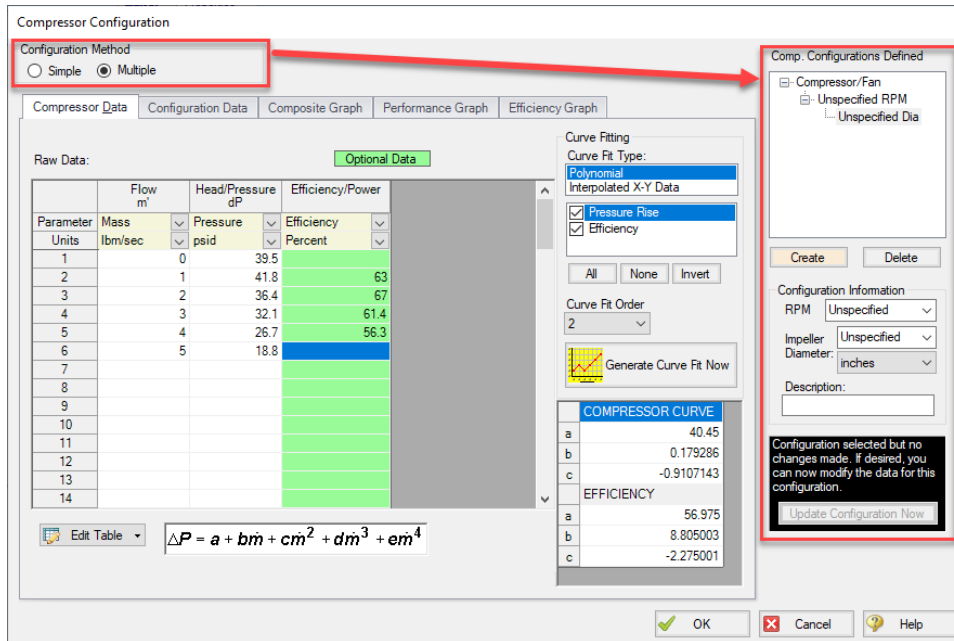 Compressor Configuration
Configuration Method
Simple Multiple
Compressor Data Configuration Data Composite Graph Performance Graph Efficiency Graph
Raw Data:
Optional Data
Flow Head/Pressure Efficiency/Power
m' dP
Parameter Mass Pressure Efficiency
Units lbm/sec psid Percent
1 0 39.5
2 1 41.8 63
3 2 36.4 67
4 3 32.1 61.4
5 4 26.7 56.3
6 5 18.8
7
8
9
10
11
12
13
14
Edit Table
ΔP = a + bṁ + cṁ² + dṁ³ + eṁ⁴
Curve Fitting
Curve Fit Type:
Polynomial
Interpolated X-Y Data
Pressure Rise
Efficiency
All None Invert
Curve Fit Order
2
Generate Curve Fit Now
COMPRESSOR CURVE
a 40.45
b 0.179286
c -0.9107143
EFFICIENCY
a 56.975
b 8.805003
c -2.275001
Comp. Configurations Defined
Compressor/Fan
Unspecified RPM
Unspecified Dia
Create Delete
Configuration Information
RPM Unspecified
Impeller Unspecified
Diameter: inches
Description:
Configuration selected but no
changes made. If desired, you
can now modify the data for this
configuration.
Update Configuration Now
OK Cancel Help